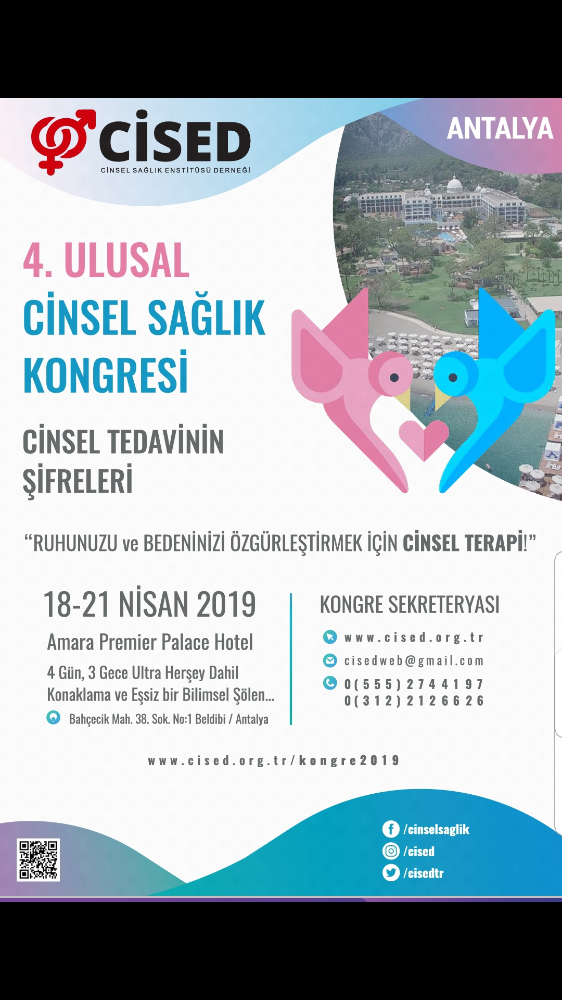 CİSED
CİNSEL SAĞLIK ENSTİTÜSÜ DERNEĞİ
ANTALYA
4. ULUSAL
CİNSEL SAĞLIK
KONGRESİ
CİNSEL TEDAVİNİN
ŞİFRELERİ
“RUHUNUZU ve BEDENİNİZİ ÖZGÜRLEŞTİRMEK İÇİN CİNSEL TERAPİ!”
18-21 NİSAN 2019
Amara Premier Palace Hotel
4 Gün, 3 Gece Ultra Herşey Dahil
Konaklama ve Eşsiz bir Bilimsel Şölen...
Bahçecik Mah. 38. Sok. No:1 Beldibi / Antalya
KONGRE SEKRETERYASI
www.cised.org.tr
cisedweb@gmail.com
0(555)2744197
0(312)2126626
www.cised.org.tr/kongre2019
/cinselsaglik
/cised
/cisedtr